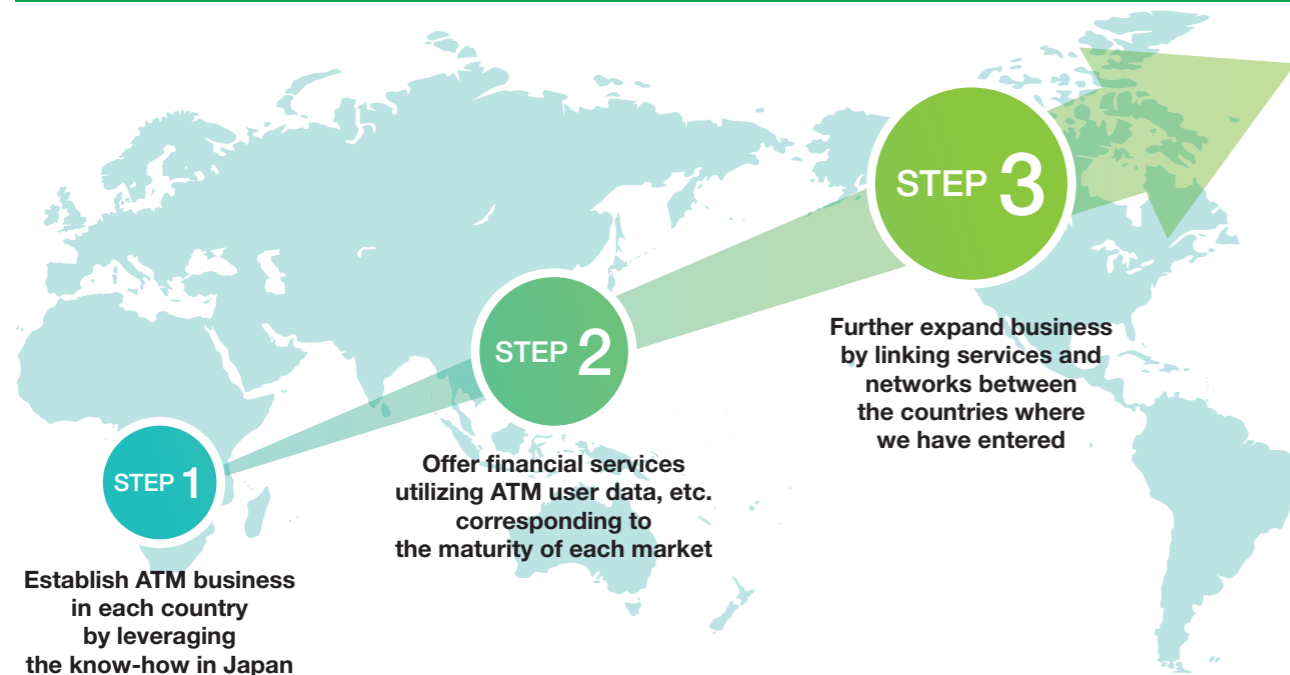 STEP 1
Establish ATM business
in each country
by leveraging
the know-how in Japan
STEP 2
Offer financial services
utilizing ATM user data, etc.
corresponding to
the maturity of each market
STEP 3
Further expand business
by linking services and
networks between
the countries where
we have entered